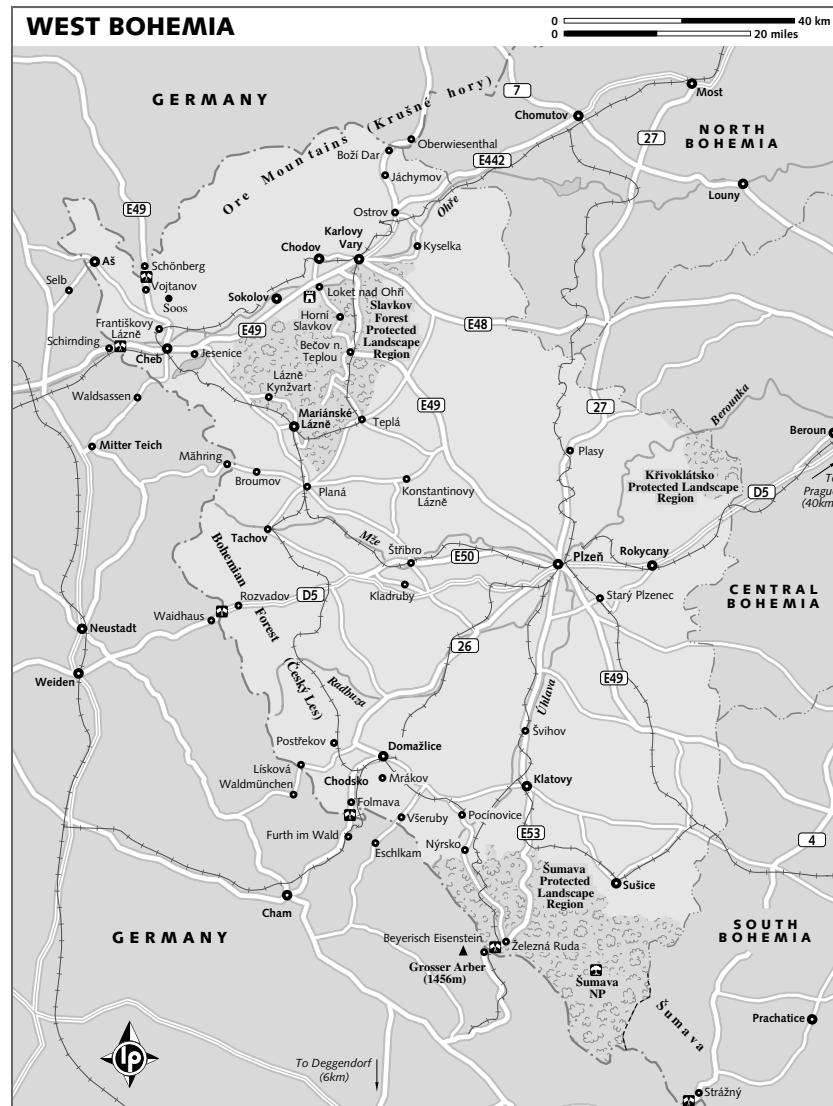 WEST BOHEMIA
0 40 km
0 20 miles
GERMANY
Ore Mountains (Krušné hory)
7
Most
Chomutov
Oberwiesenthal
Boží Dar
E442
27
NORTH
BOHEMIA
Jáchymov
Louny
E49
Ostrov
Ohře
Karlovy
Vary
Kyselka
Chodov
Aš
Schönberg
Selb
Vojtanov
Soos
Loket nad Ohří
Sokolov
Slavkov
Forest
Protected
Landscape
Region
Horní
Slavkov
Františkovy
Lázně
E49
E48
Schirnding
Cheb
Jesenice
Bečov n.
Teplou
Lázně
Kynžvart
Waldsassen
E49
27
Berounka
Mariánské
Lázně
Teplá
Beroun
Mitter Teich
Plasy
Mähring
Broumov
Planá
Konstantinovy
Lázně
Křivoklátsko
Protected Landscape
Region
D5
To
Prague
(40km)
Tachov
Mže
Stříbro
E50
Plzeň
Rokycany
Bohemian
Forest
(Český Les)
Rozvadov
D5
Kladruby
Starý Plzenec
CENTRAL
BOHEMIA
Waidhaus
Neustadt
26
Weiden
Radbuza
E49
Úhlava
Postřekov
Domažlice
Švihov
Lísková
Waldmünchen
Chodsko
Mrákov
Klatovy
Folmava
Všeruby
Pocínovice
E53
Furth im Wald
Eschlkam
Nýrsko
4
Šumava
Protected
Landscape
Region
Sušice
Cham
GERMANY
SOUTH
BOHEMIA
Beyerisch Eisenstein
Železná Ruda
Grosser Arber
(1456m)
Šumava
NP
Šumava
Prachatice
lp
To Deggendorf
(6km)
Strážný